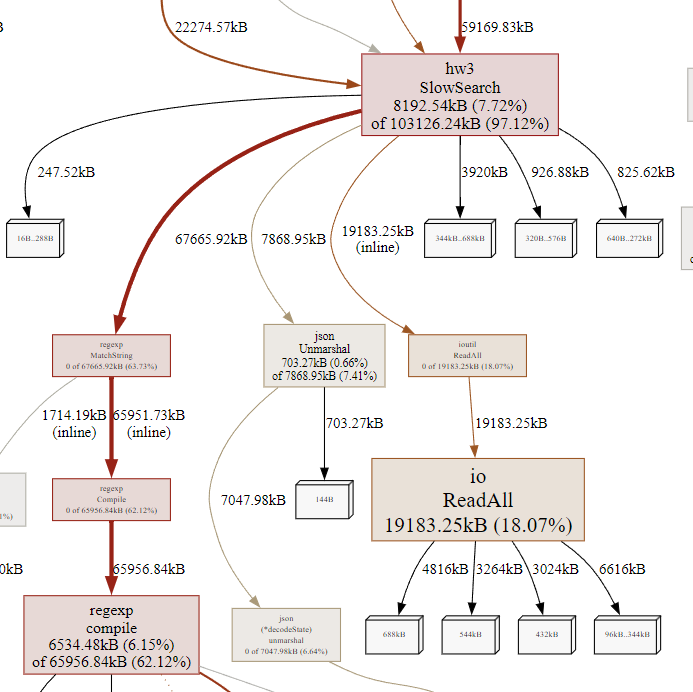 B
22274.57kB
59169.83kB
hw3
SlowSearch
8192.54kB (7.72%)
of 103126.24kB (97.12%)
247.52kB
3920kB
926.88kB
825.62kB
16B..288B
67665.92kB
7868.95kB
19183.25kB
(inline)
344kB..688kB
320B..576B
640B..272kB
regexp
MatchString
0 of 67665.92kB (63.73%)
json
Unmarshal
703.27kB (0.66%)
of 7868.95kB (7.41%)
ioutil
ReadAll
0 of 19183.25kB (18.07%)
1714.19kB
(inline)
65951.73kB
(inline)
703.27kB
19183.25kB
regexp
Compile
0 of 65956.84kB (62.12%)
7047.98kB
144B
io
ReadAll
19183.25kB (18.07%)
0kB
65956.84kB
4816kB
3264kB
3024kB
6616kB
regexp
compile
6534.48kB (6.15%)
of 65956.84kB (62.12%)
json
(*decodeState)
unmarshal
0 of 7047.98kB (6.64%)
688kB
544kB
432kB
96kB..344kB